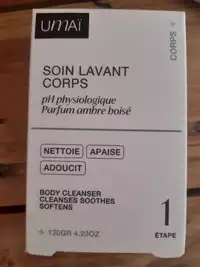 UMAÏ
CORPS
SOIN LAVANT
CORPS
pH physiologique
Parfum ambre boisé
NETTOIE APAISE
ADOUCIT
BODY CLEANSER
CLEANSES SOOTHES
SOFTENS
1
ÉTAPE
120GR 4.23OZ